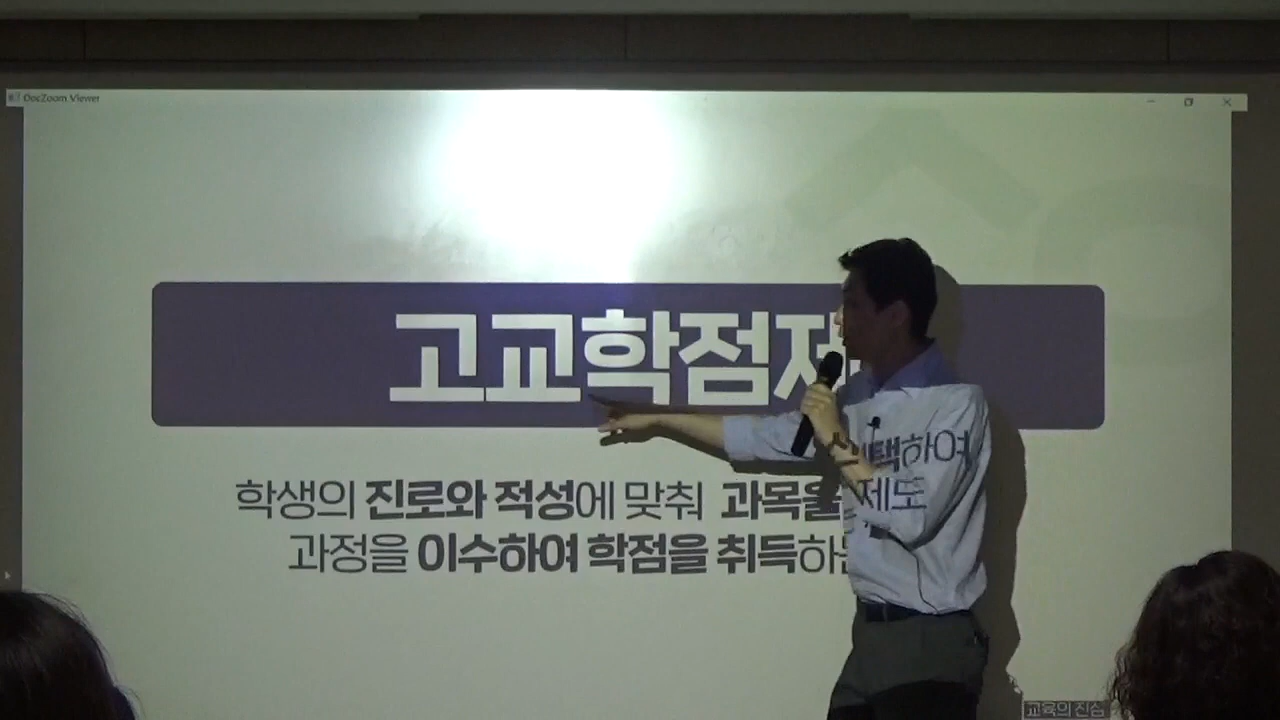 DocZoom Viewer
고교학점제
학생의 진로와 적성에 맞춰 과목을 선택하여
과정을 이수하여 학점을 취득하는 제도
교육의 진심